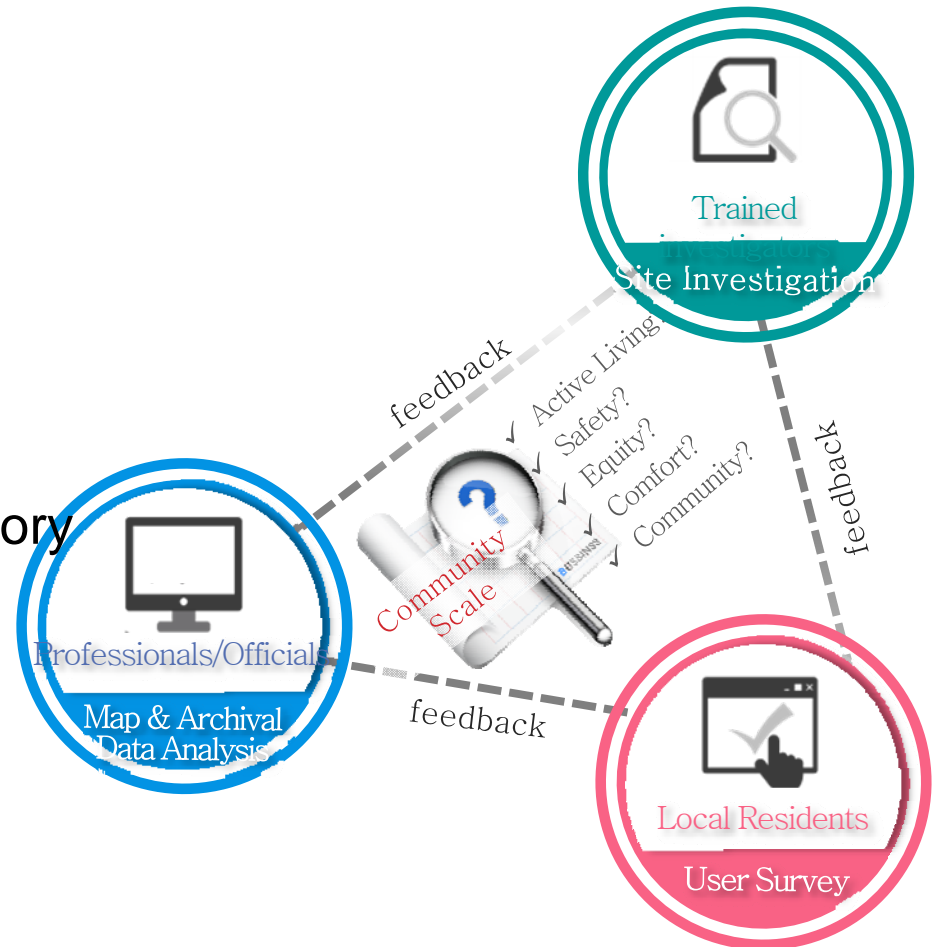 Trained
investigators
Site Investigation
feedback
Active Living
Safety?
Equity?
Comfort?
Community?
feedback
ory
Community
Scale
Professionals/Officials
Map & Archival
Data Analysis
feedback
Local Residents
User Survey